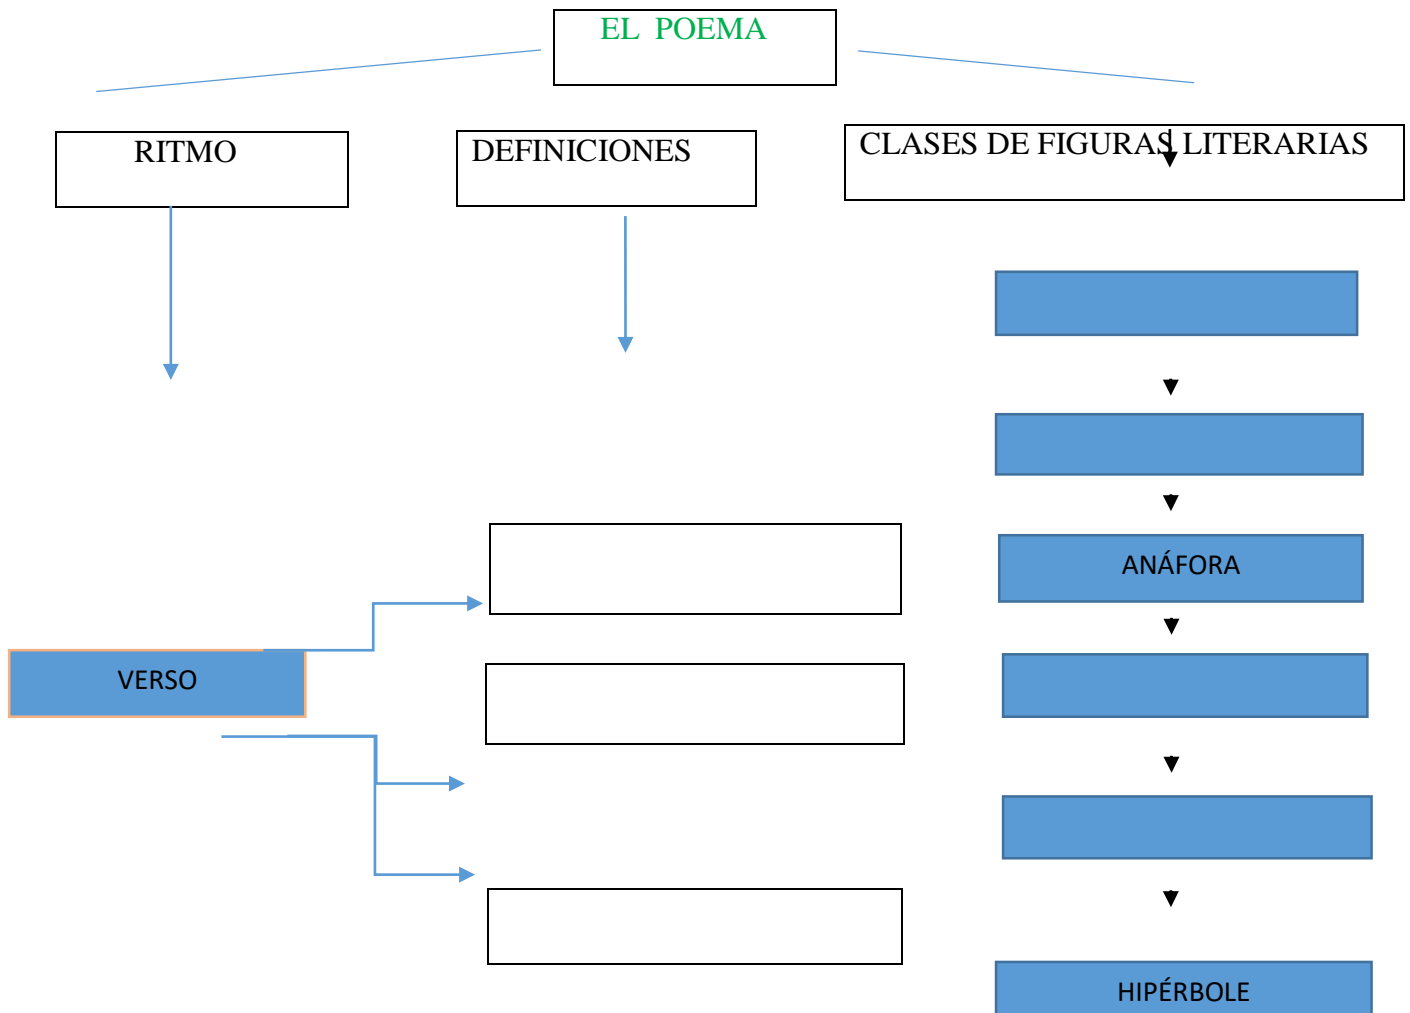 EL POEMA
RITMO
DEFINICIONES
CLASES DE FIGURAS LITERARIAS
ANÁFORA
VERSO
HIPÉRBOLE